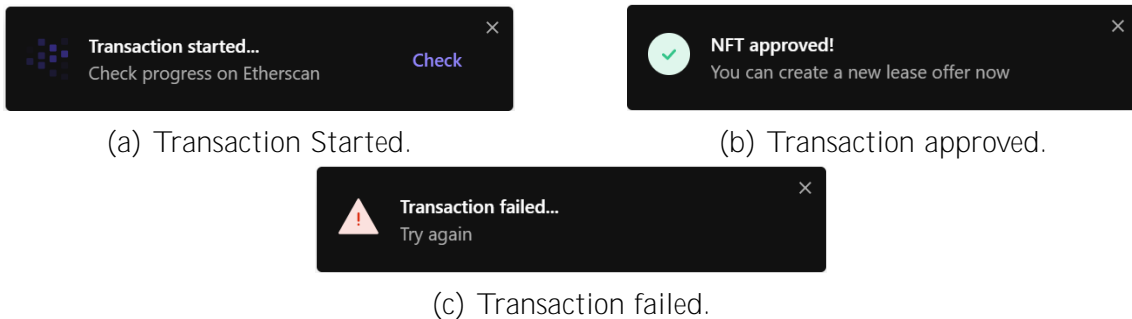 Transaction started...
Check progress on Etherscan
Check
(a) Transaction Started.
NFT approved!
You can create a new lease offer now
(b) Transaction approved.
Transaction failed...
Try again
(c) Transaction failed.